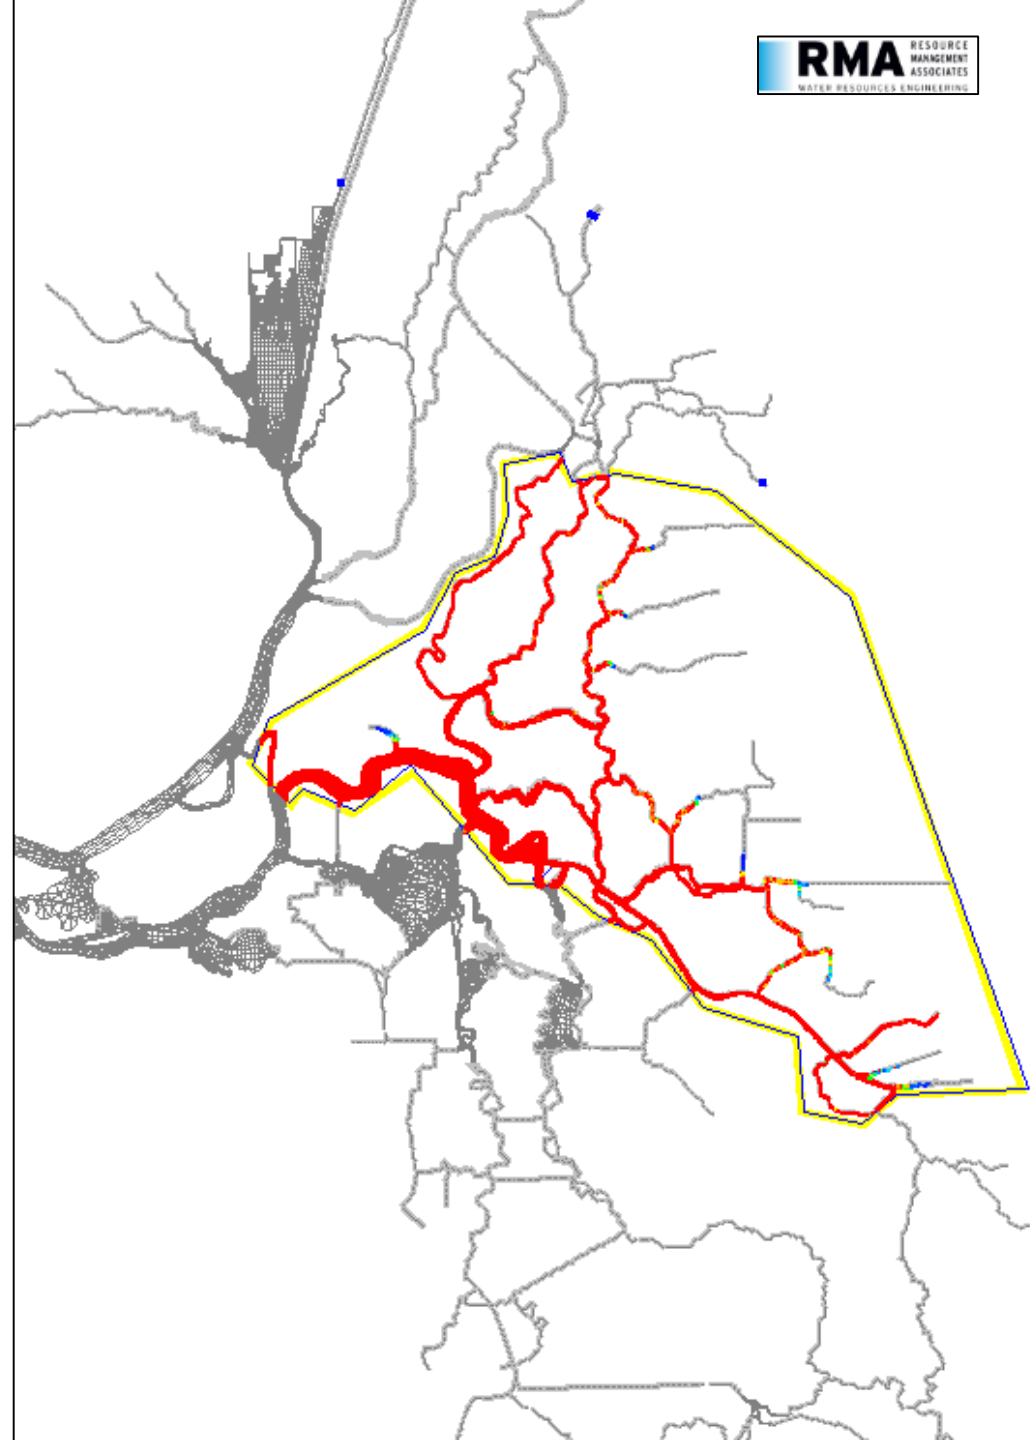 RMA
RESOURCE
MANAGEMENT
ASSOCIATES
WATER RESOURCES ENGINEERING